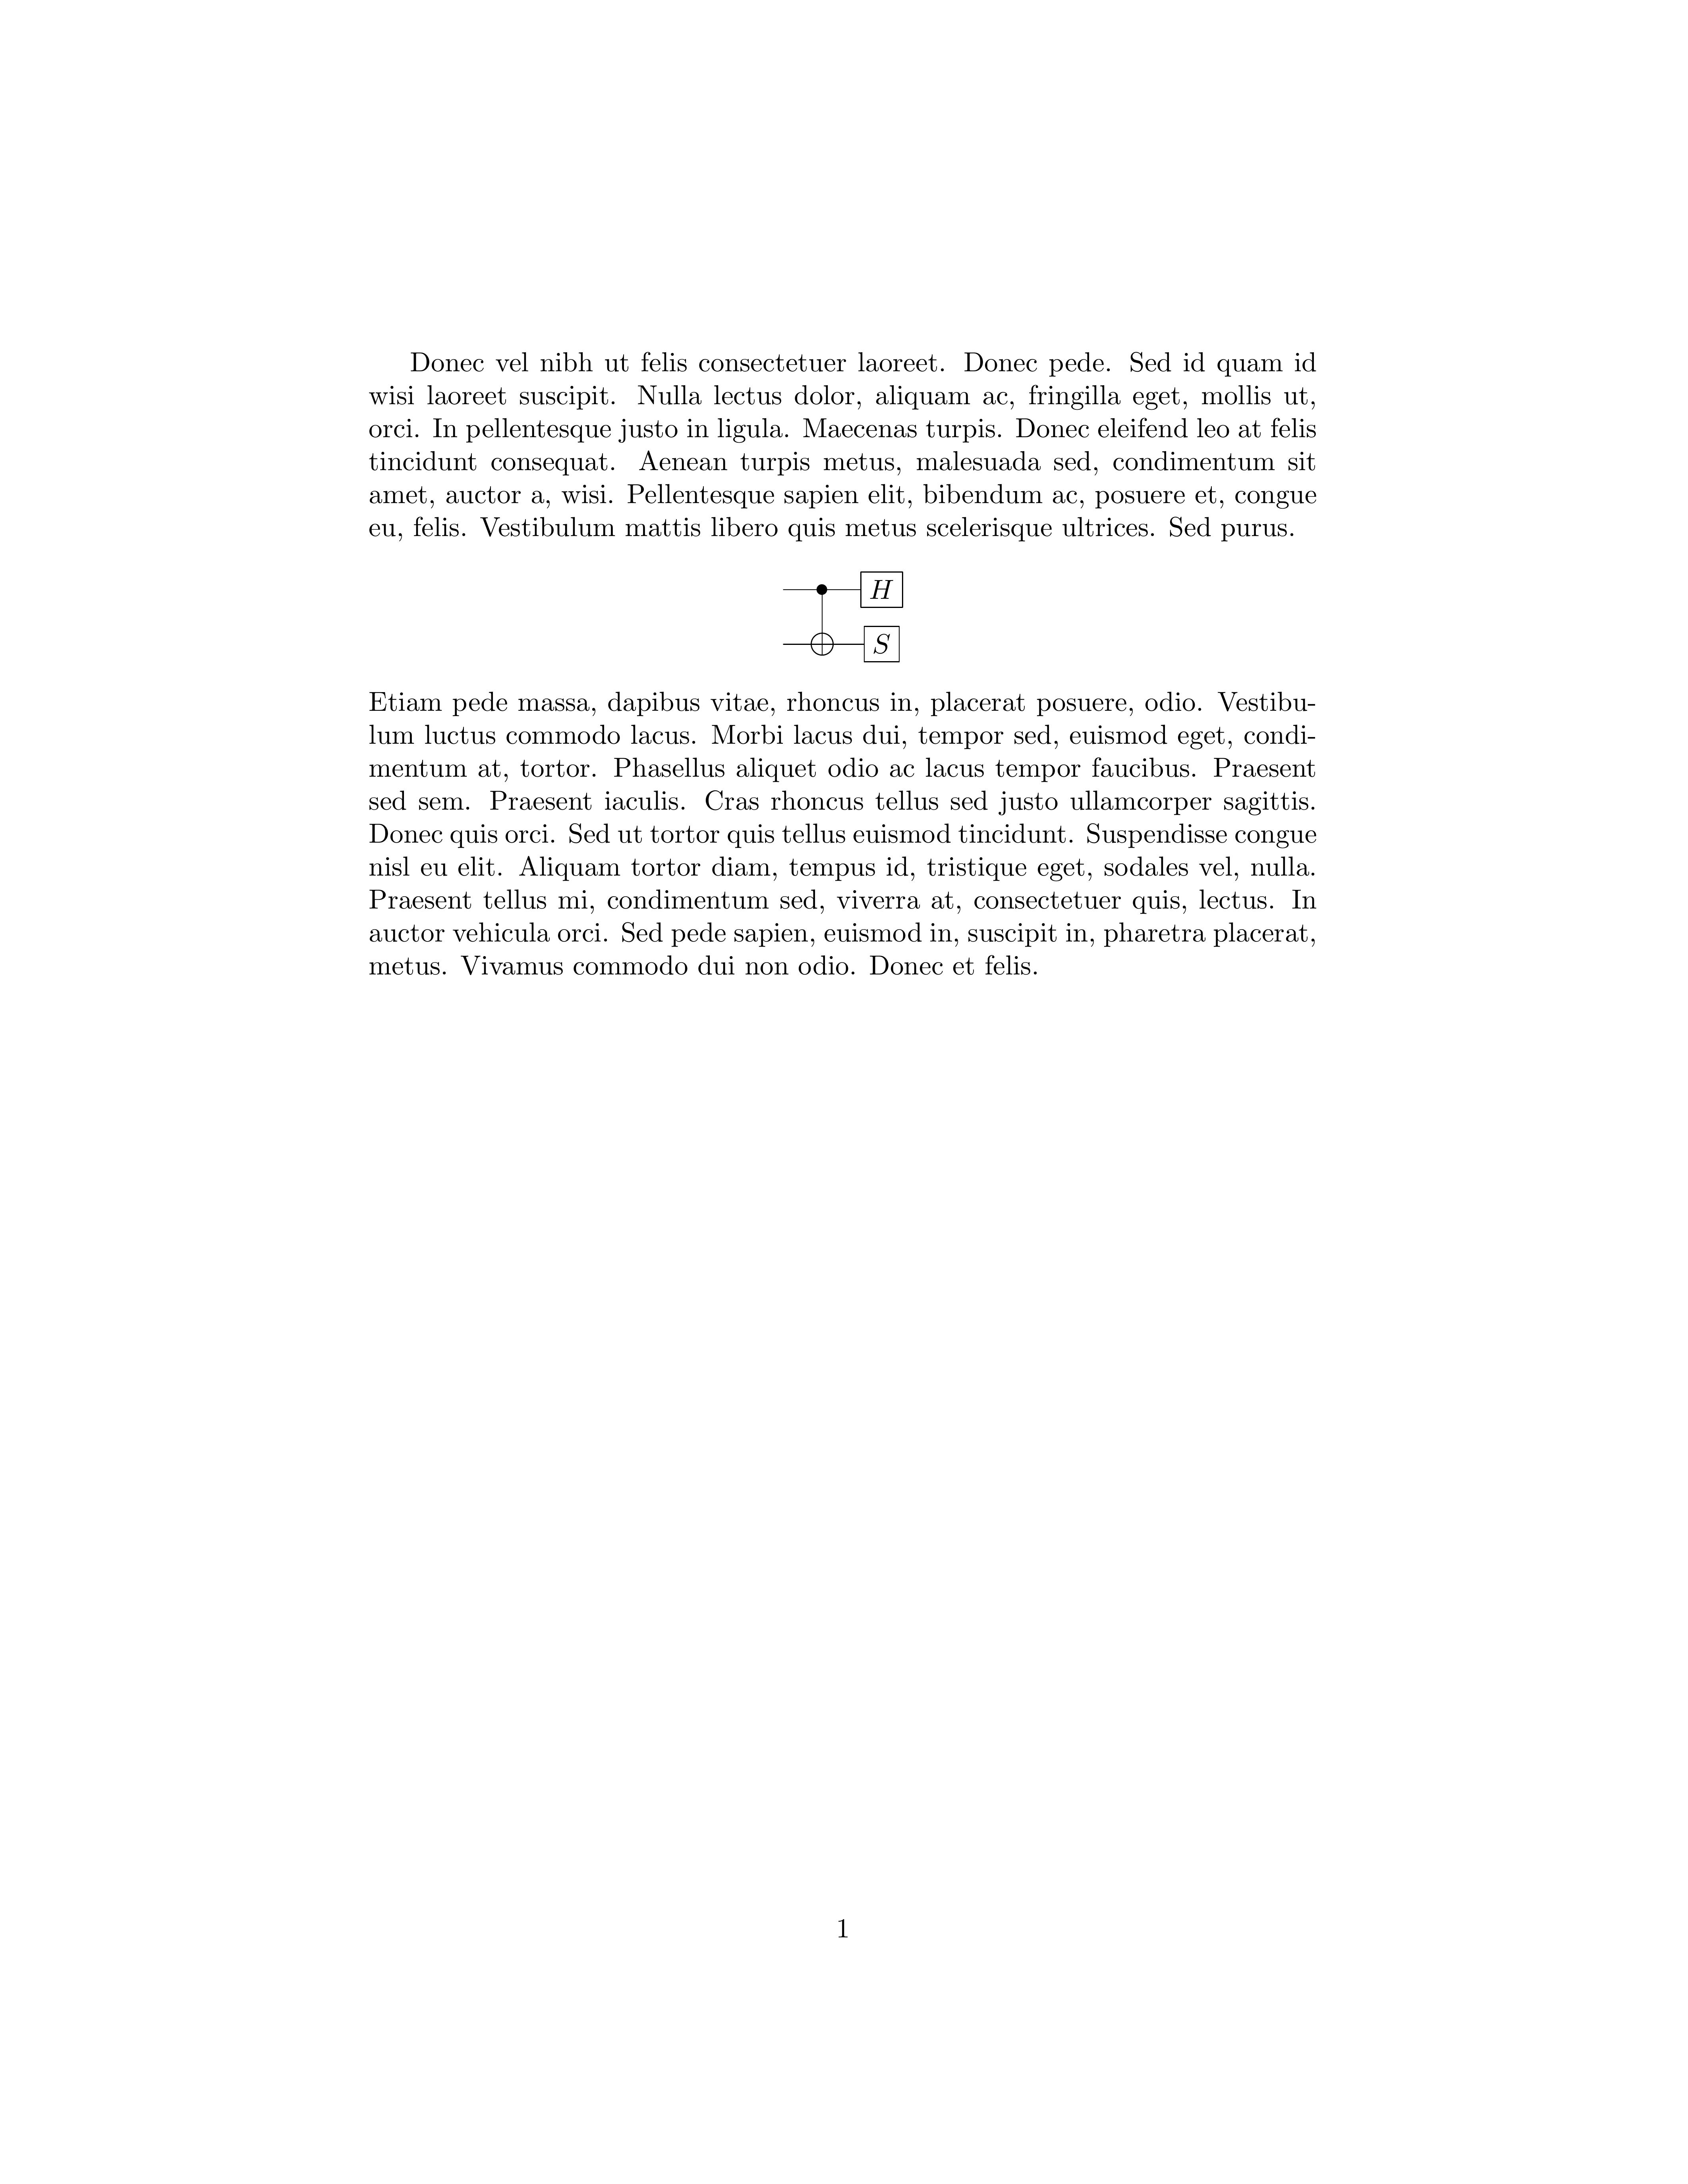 Donec vel nibh ut felis consectetuer laoreet. Donec pede. Sed id quam id
wisi laoreet suscipit. Nulla lectus dolor, aliquam ac, fringilla eget, mollis ut,
orci. In pellentesque justo in ligula. Maecenas turpis. Donec eleifend leo at felis
tincidunt consequat. Aenean turpis metus, malesuada sed, condimentum sit
amet, auctor a, wisi. Pellentesque sapien elit, bibendum ac, posuere et, congue
eu, felis. Vestibulum mattis libero quis metus scelerisque ultrices. Sed purus.
H
S
Etiam pede massa, dapibus vitae, rhoncus in, placerat posuere, odio. Vestibu-
lum luctus commodo lacus. Morbi lacus dui, tempor sed, euismod eget, condi-
mentum at, tortor. Phasellus aliquet odio ac lacus tempor faucibus. Praesent
sed sem. Praesent iaculis. Cras rhoncus tellus sed justo ullamcorper sagittis.
Donec quis orci. Sed ut tortor quis tellus euismod tincidunt. Suspendisse congue
nisl eu elit. Aliquam tortor diam, tempus id, tristique eget, sodales vel, nulla.
Praesent tellus mi, condimentum sed, viverra at, consectetuer quis, lectus. In
auctor vehicula orci. Sed pede sapien, euismod in, suscipit in, pharetra placerat,
metus. Vivamus commodo dui non odio. Donec et felis.
1